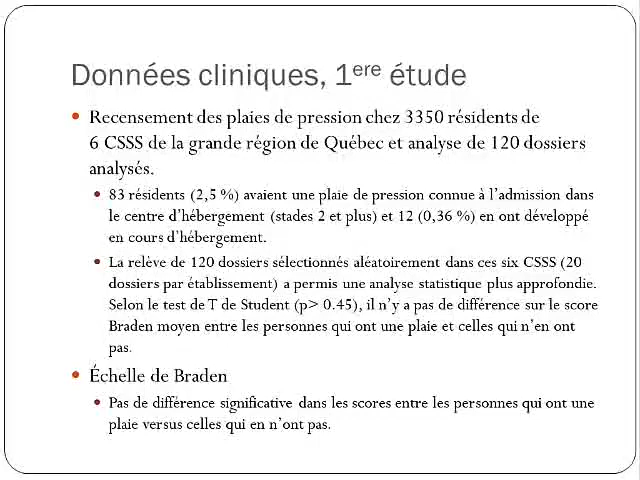 Données cliniques, 1ere étude
Recensement des plaies de pression chez 3350 résidents de
6 CSSS de la grande région de Québec et analyse de 120 dossiers
analysés.
83 résidents (2,5 %) avaient une plaie de pression connue à l'admission dans
le centre d'hébergement (stades 2 et plus) et 12 (0,36 %) en ont développé
en cours d'hébergement.
La relève de 120 dossiers sélectionnés aléatoirement dans ces six CSSS (20
dossiers par établissement) a permis une analyse statistique plus approfondie.
Selon le test de T de Student (p> 0.45), il n'y a pas de différence sur le score
Braden moyen entre les personnes qui ont une plaie et celles qui n'en ont
pas.
Échelle de Braden
Pas de différence significative dans les scores entre les personnes qui ont une
plaie versus celles qui en n'ont pas.